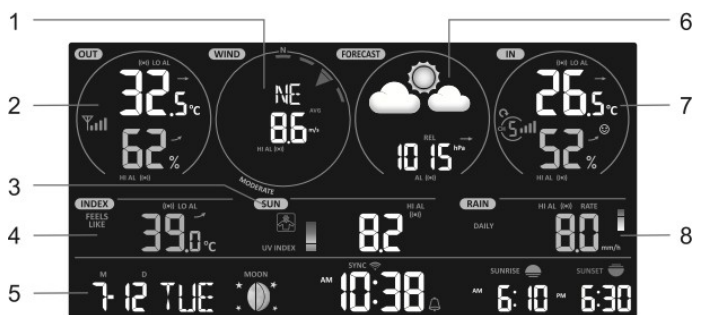 1
6
OUT WIND FORECAST IN
((•)) LO AL
N
((•)) LO AL
2
32.5°C
NE
26.5°C
7
AVG
8.6 m/s
CH 5
62%
HI AL ((•))
REL
1015 hPa
52%
HI AL ((•))
AL ((•))
HI AL ((•))
MODERATE
3
INDEX
((•)) LO AL
SUN
HI AL
((•))
RAIN
HI AL ((•)) RATE
4
FEELS
LIKE
39.0°C
UV INDEX
8.2
DAILY
8.0 mm/h
8
5
M D
MOON
SYNC
SUNRISE
SUNSET
7-12 TUE
AM 10:38
AM 6:10
PM 6:30